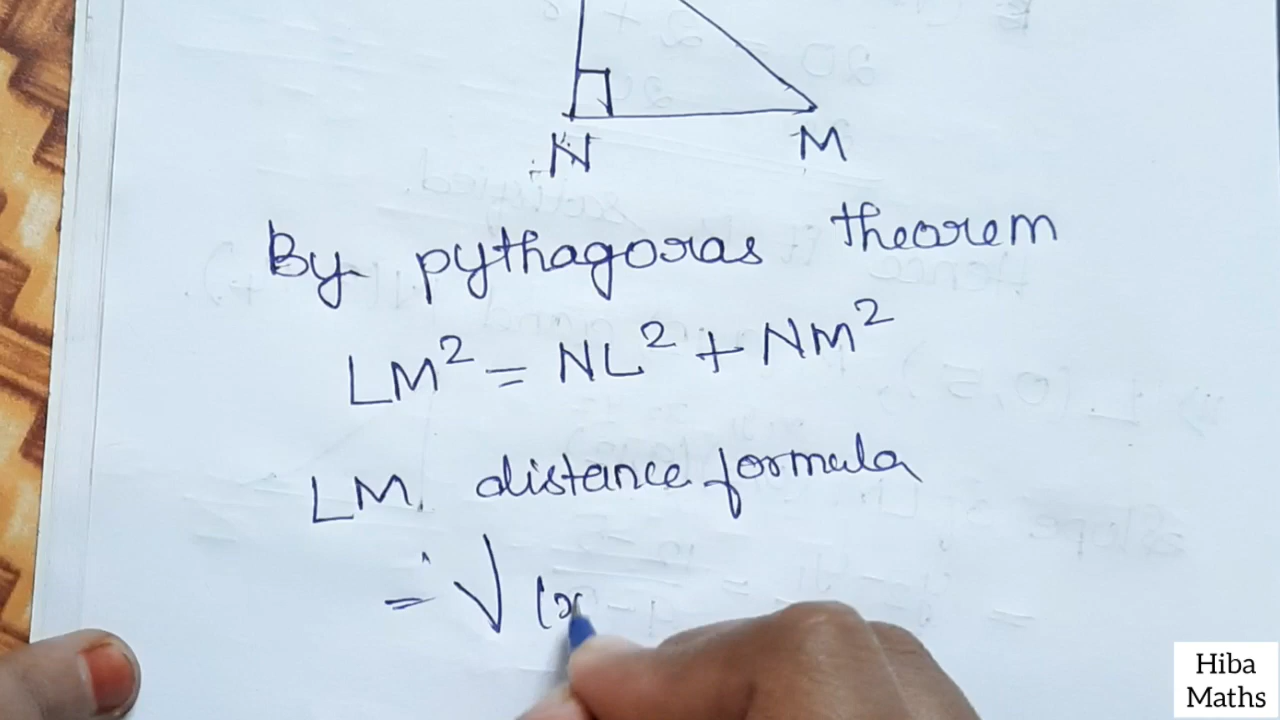 N M
By pythagoras theorem
LM² = NL² + NM²
LM distance formula
= √(x
Hiba
Maths